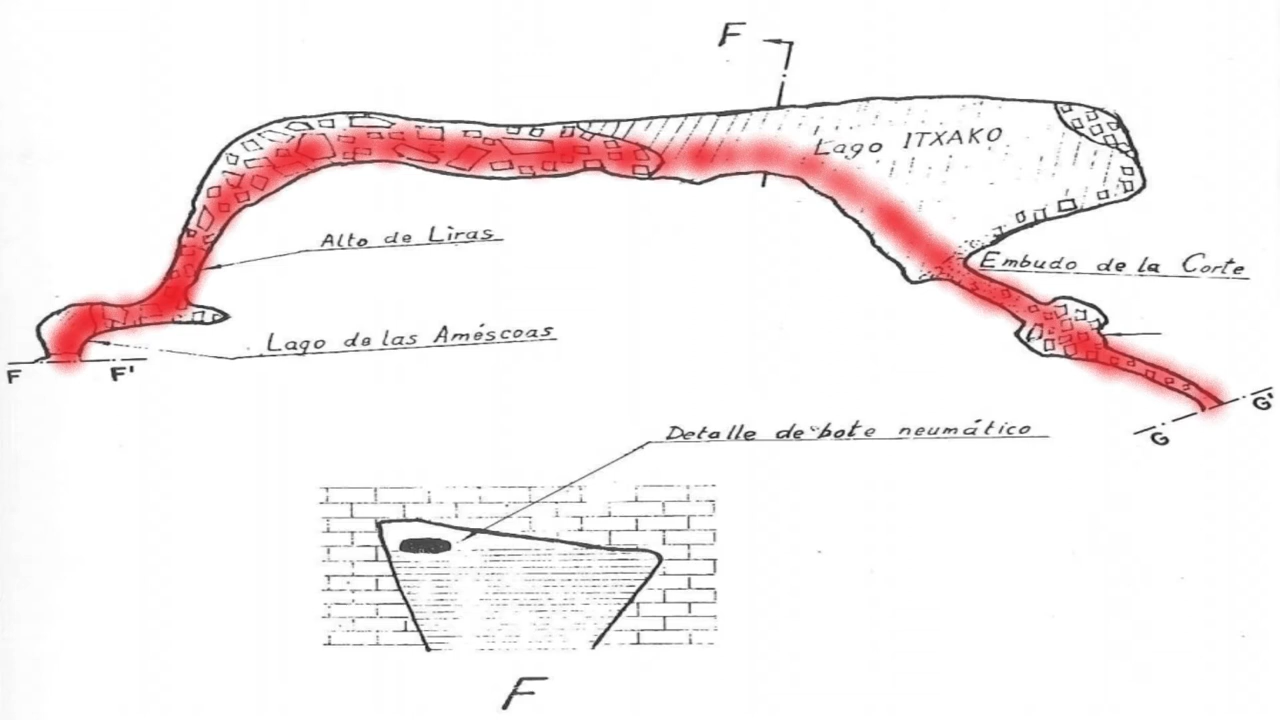 F
Lago ITXAKO
Alto de Liras
Embudo de la Corte
Lago de las Améscoas
F F'
G G'
Detalle de bote neumático
F